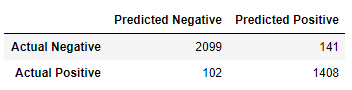 Predicted Negative Predicted Positive
Actual Negative 2099 141
Actual Positive 102 1408